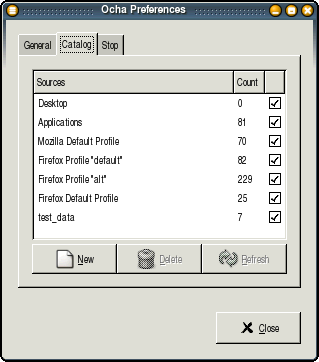 Ocha Preferences
General Catalog Stop
Sources Count
Desktop 0
Applications 81
Mozilla Default Profile 70
Firefox Profile "default" 82
Firefox Profile "alt" 229
Firefox Default Profile 25
test_data 7
New Delete Refresh
Close